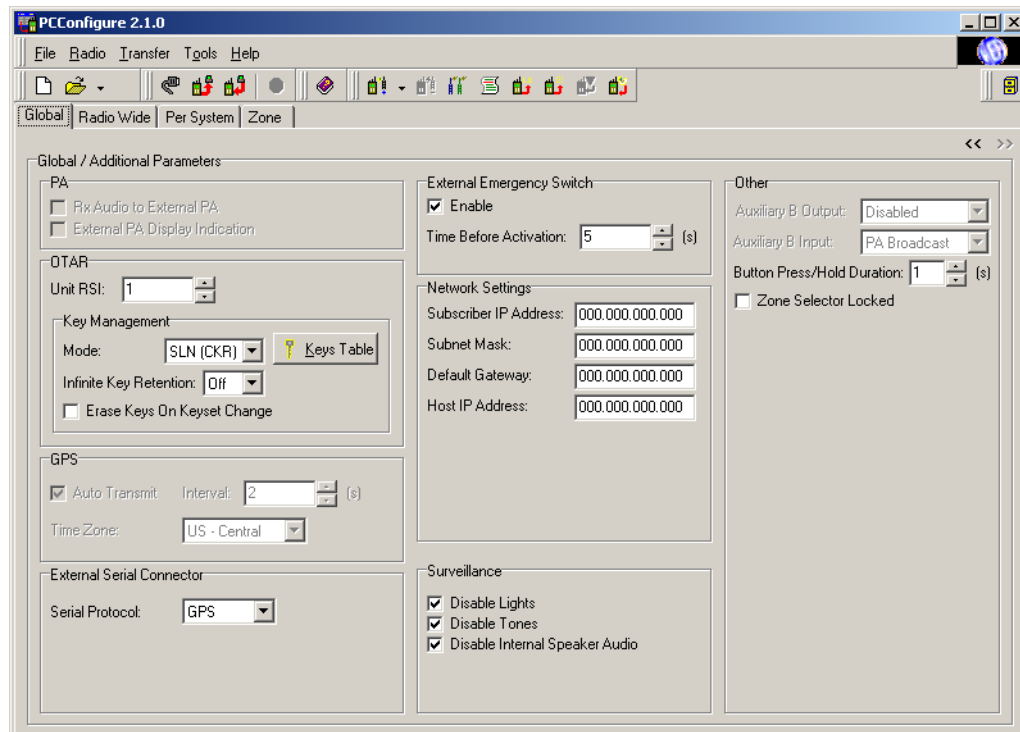 PCConfigure 2.1.0
File Radio Transfer Tools Help
Global Radio Wide Per System Zone
<< >>
Global / Additional Parameters
PA
Rx Audio to External PA
External PA Display Indication
OTAR
Unit RSI: 1
Key Management
Mode: SLN (CKR) Keys Table
Infinite Key Retention: Off
Erase Keys On Keyset Change
GPS
Auto Transmit Interval: 2 (s)
Time Zone: US - Central
External Serial Connector
Serial Protocol: GPS
External Emergency Switch
Enable
Time Before Activation: 5 (s)
Network Settings
Subscriber IP Address: 000.000.000.000
Subnet Mask: 000.000.000.000
Default Gateway: 000.000.000.000
Host IP Address: 000.000.000.000
Surveillance
Disable Lights
Disable Tones
Disable Internal Speaker Audio
Other
Auxiliary B Output: Disabled
Auxiliary B Input: PA Broadcast
Button Press/Hold Duration: 1 (s)
Zone Selector Locked